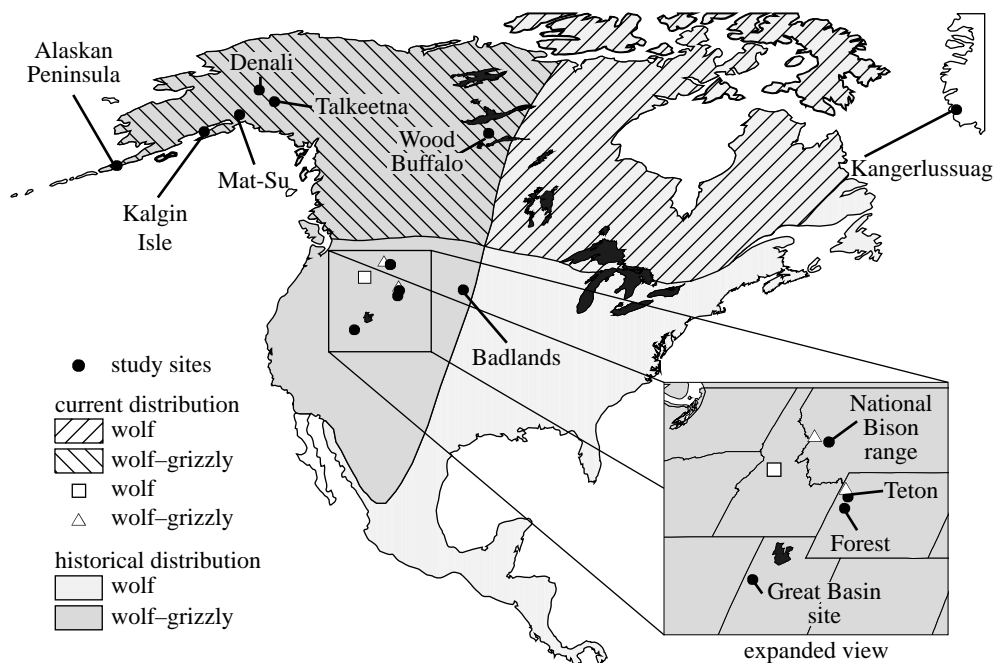 Alaskan
Peninsula
Denali
Talkeetna
Wood
Buffalo
Kangerlussuag
Mat-Su
Kalgin
Isle
Badlands
study sites
current distribution
wolf
wolf–grizzly
wolf
wolf–grizzly
historical distribution
wolf
wolf–grizzly
National
Bison
range
Teton
Forest
Great Basin
site
expanded view